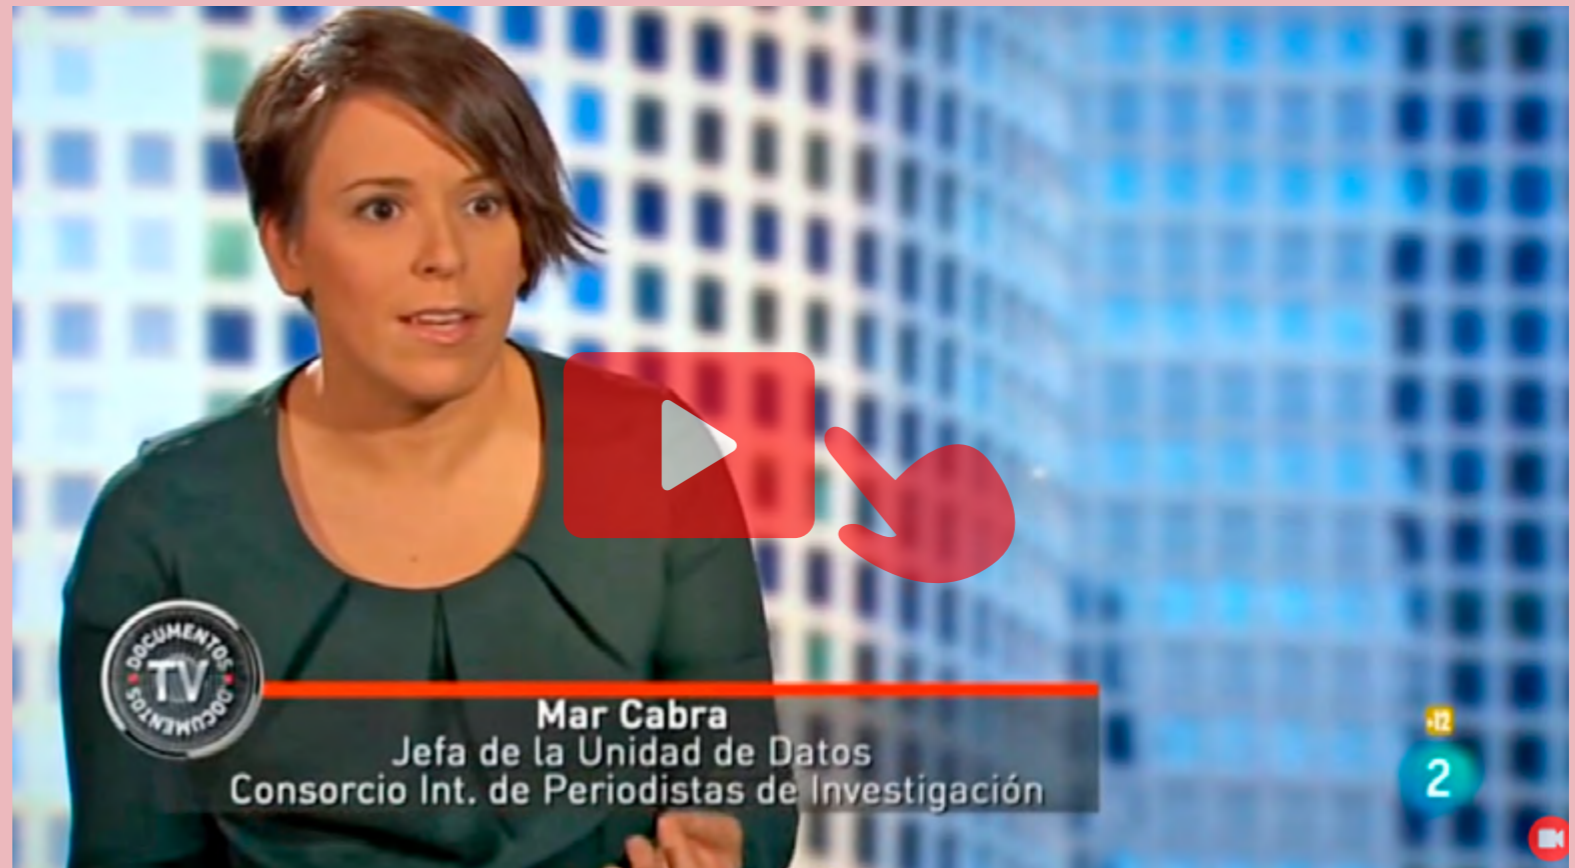 DOCUMENTOS
TV
DOCUMENTOS
Mar Cabra
Jefa de la Unidad de Datos
Consorcio Int. de Periodistas de Investigación
+12
2